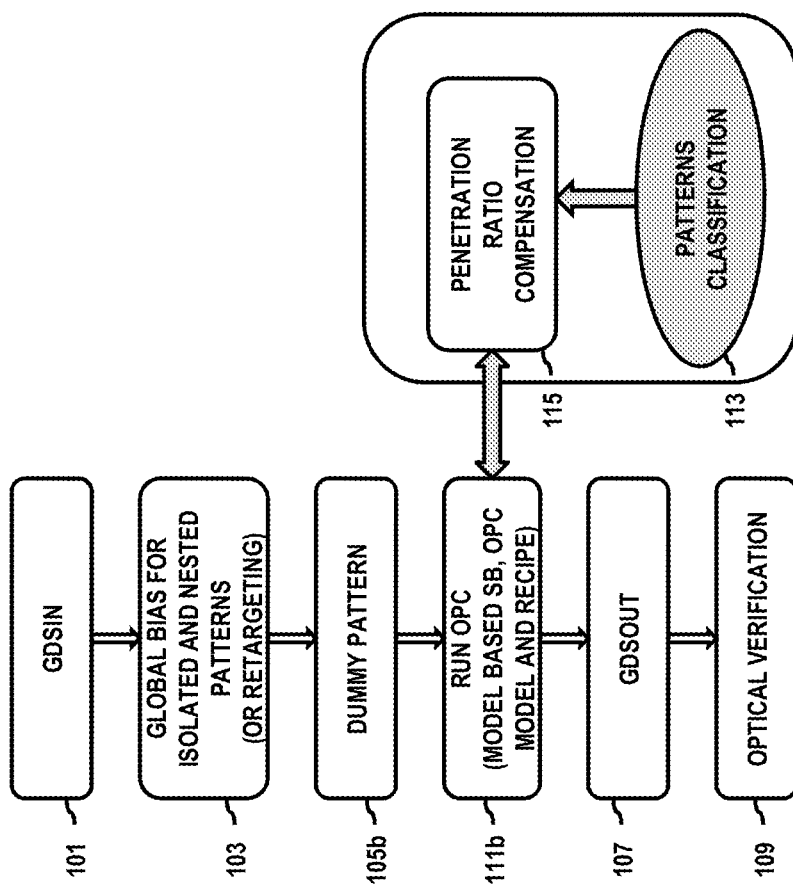 GDSIN
101
GLOBAL BIAS FOR
ISOLATED AND NESTED
PATTERNS
(OR RETARGETING)
103
DUMMY PATTERN
105b
RUN OPC
(MODEL BASED SB, OPC
MODEL AND RECIPE)
111b
GDSOUT
107
OPTICAL VERIFICATION
109
PENETRATION
RATIO
COMPENSATION
115
PATTERNS
CLASSIFICATION
113